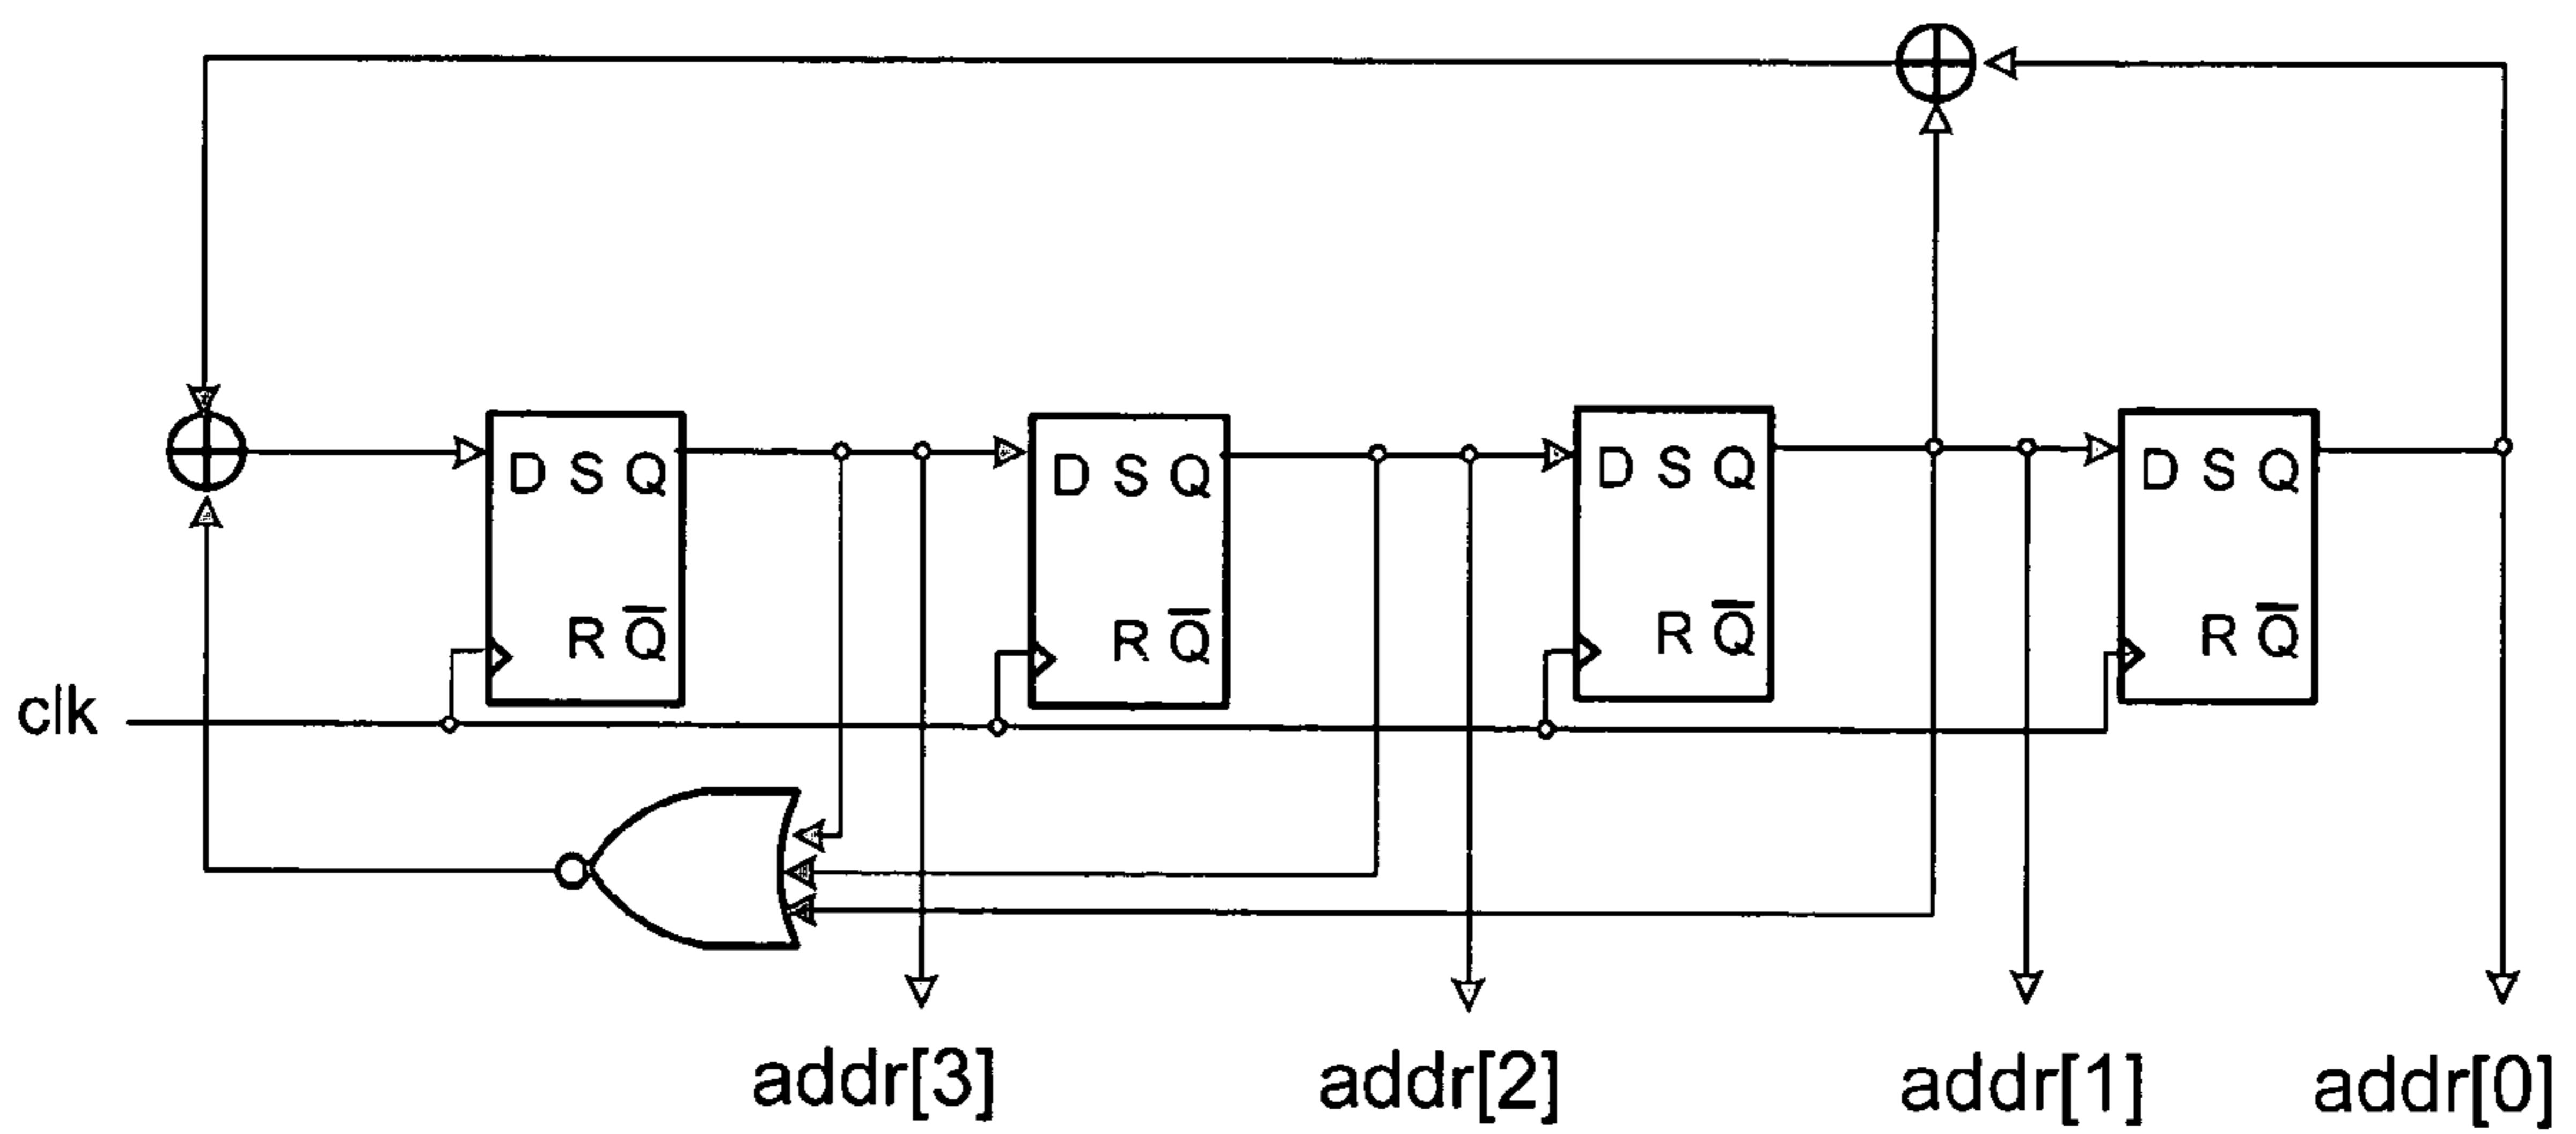 D S Q
D S Q
D S Q
D S Q
R Q̅
R Q̅
R Q̅
R Q̅
clk
addr[3]
addr[2]
addr[1]
addr[0]